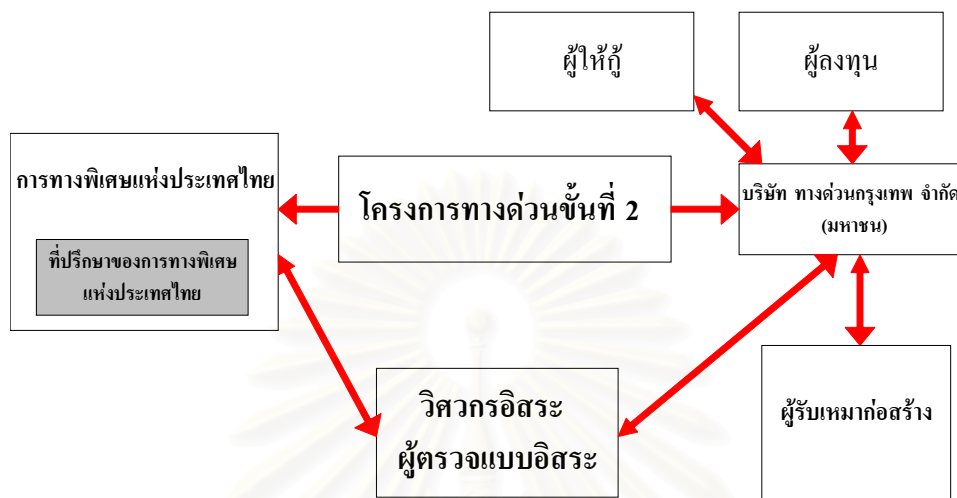 ผู้ให้กู้
ผู้ลงทุน
การทางพิเศษแห่งประเทศไทย
ที่ปรึกษาของการทางพิเศษ
แห่งประเทศไทย
โครงการทางด่วนขั้นที่ 2
บริษัท ทางด่วนกรุงเทพ จำกัด
(มหาชน)
วิศวกรอิสระ
ผู้ตรวจแบบอิสระ
ผู้รับเหมาก่อสร้าง